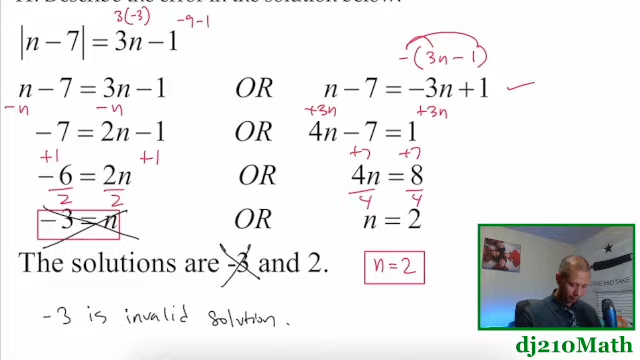 11. Describe the error in the solution below.
3(-3) -9-1
|n − 7| = 3n − 1
-(3n − 1)
n − 7 = 3n − 1 OR n − 7 = −3n + 1 ✓
-n -n +3n +3n
−7 = 2n − 1 OR 4n − 7 = 1
+1 +1 +7 +7
−6 = 2n OR 4n = 8
2 2 4 4
−3 = n OR n = 2
The solutions are -3 and 2. n = 2
-3 is invalid solution.
dj210Math